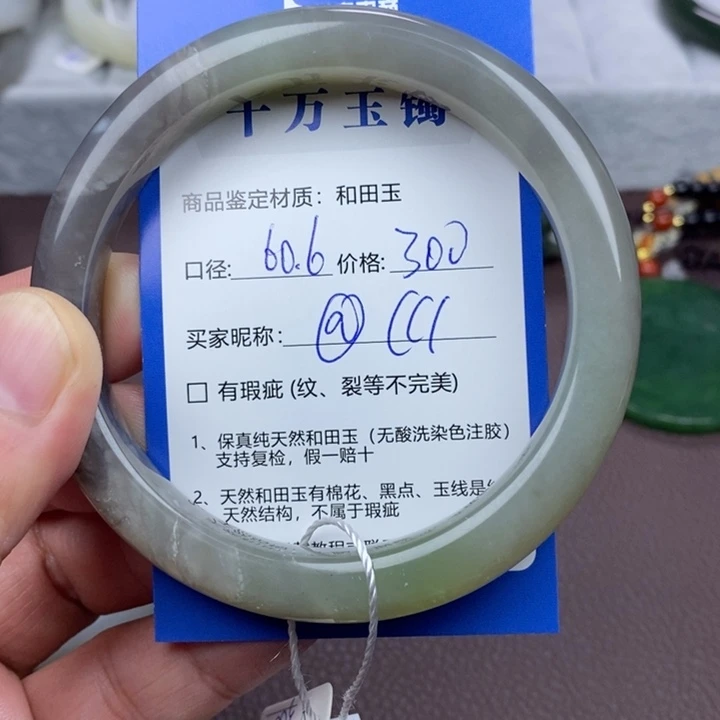 千万玉镯
商品鉴定材质：和田玉
口径: 60.6 价格: 300
买家昵称: @ CCl
□ 有瑕疵 (纹、裂等不完美)
1、保真纯天然和田玉（无酸洗染色注胶）
支持复检，假一赔十
2、天然和田玉有棉花、黑点、玉线是
天然结构，不属于瑕疵